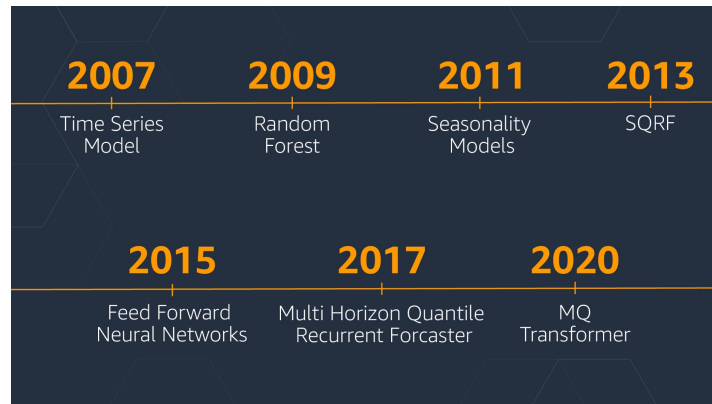 2007 2009 2011 2013
Time Series Random Seasonality SQRF
Model Forest Models
2015 2017 2020
Feed Forward Multi Horizon Quantile MQ
Neural Networks Recurrent Forcaster Transformer